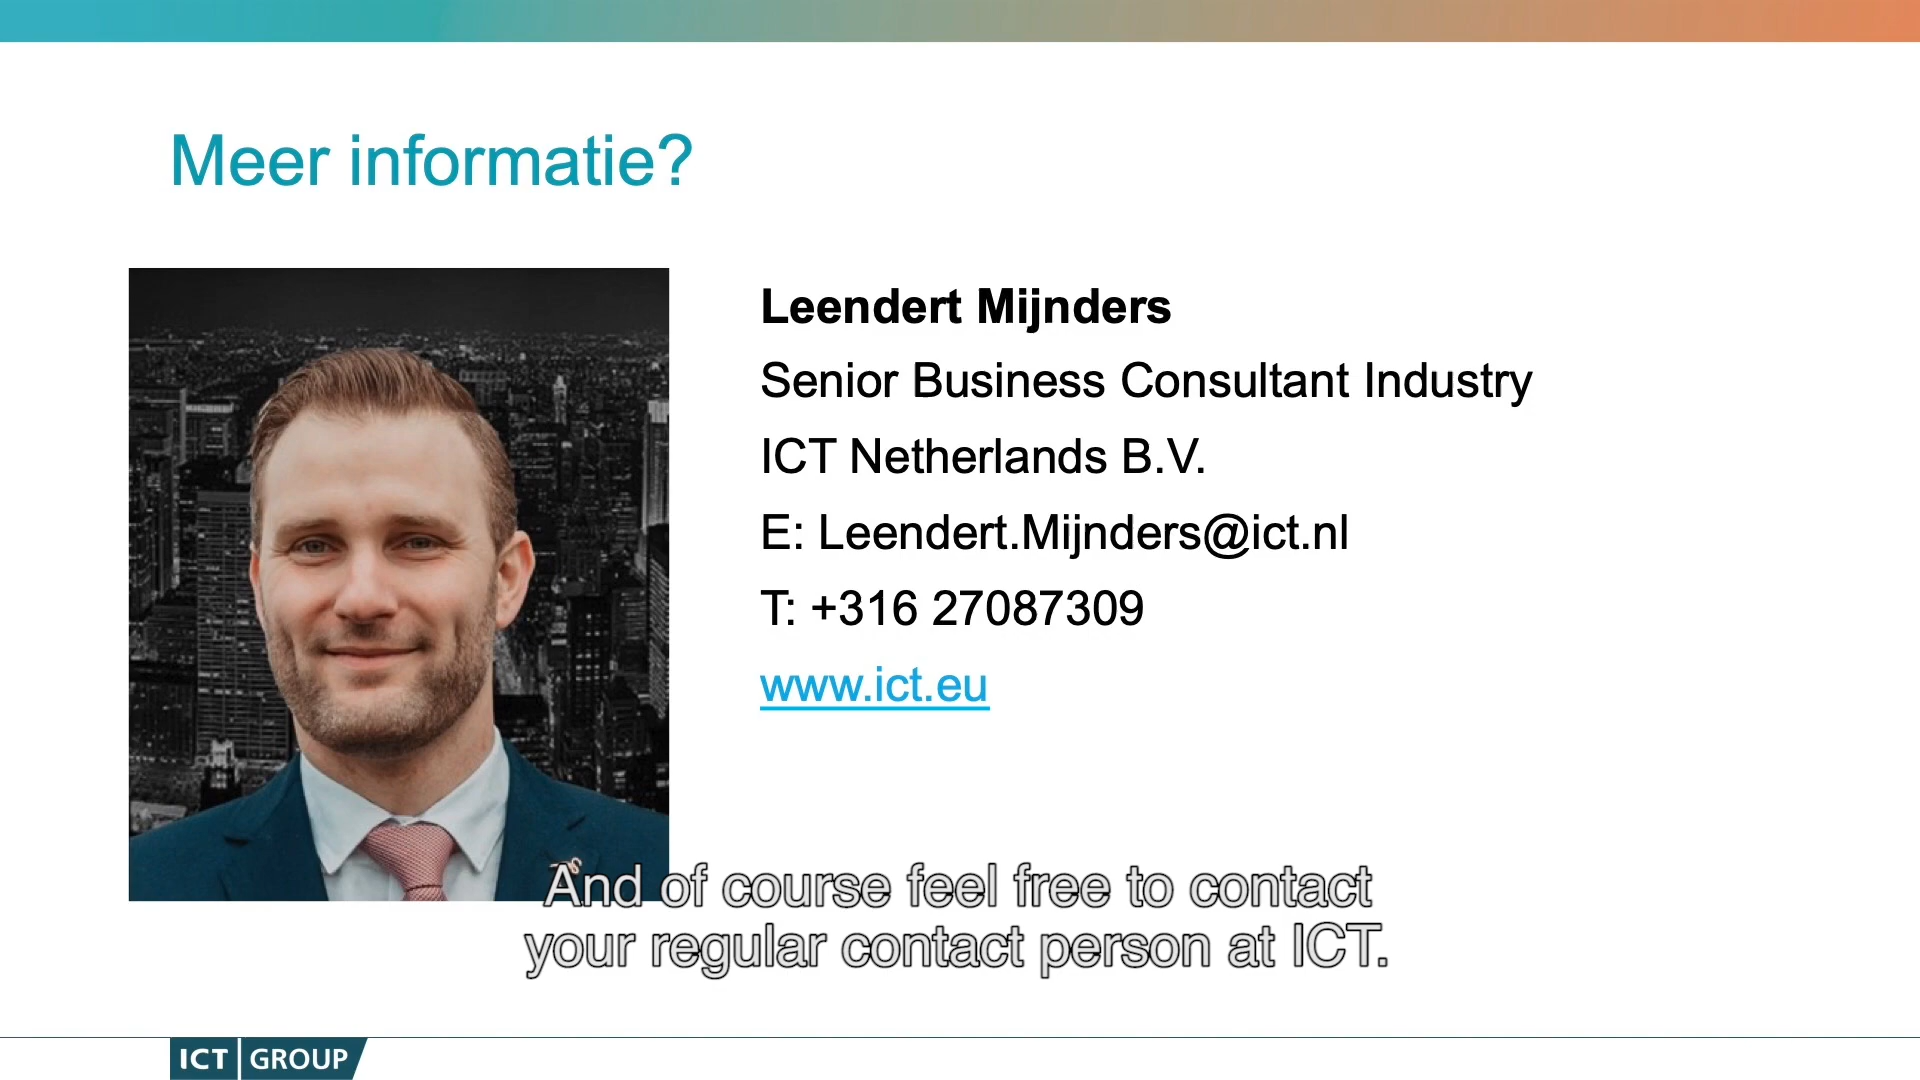 Meer informatie?
Leendert Mijnders
Senior Business Consultant Industry
ICT Netherlands B.V.
E: Leendert.Mijnders@ict.nl
T: +316 27087309
www.ict.eu
And of course feel free to contact
your regular contact person at ICT.
ICT GROUP